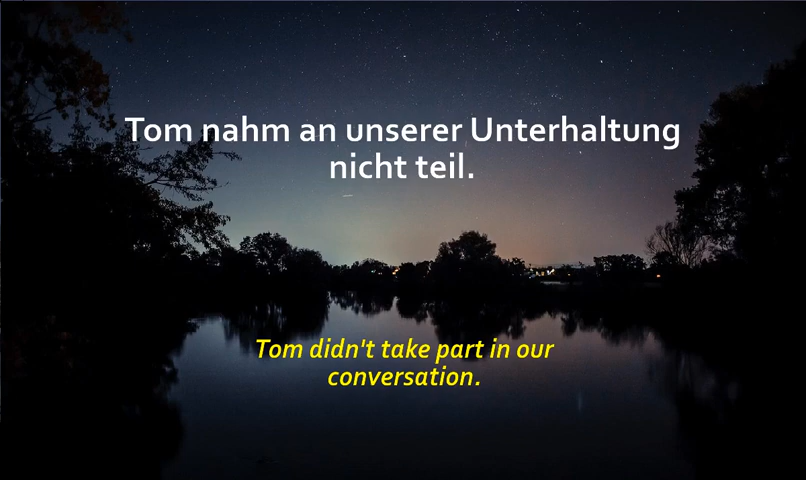 Tom nahm an unserer Unterhaltung
nicht teil.
Tom didn't take part in our
conversation.